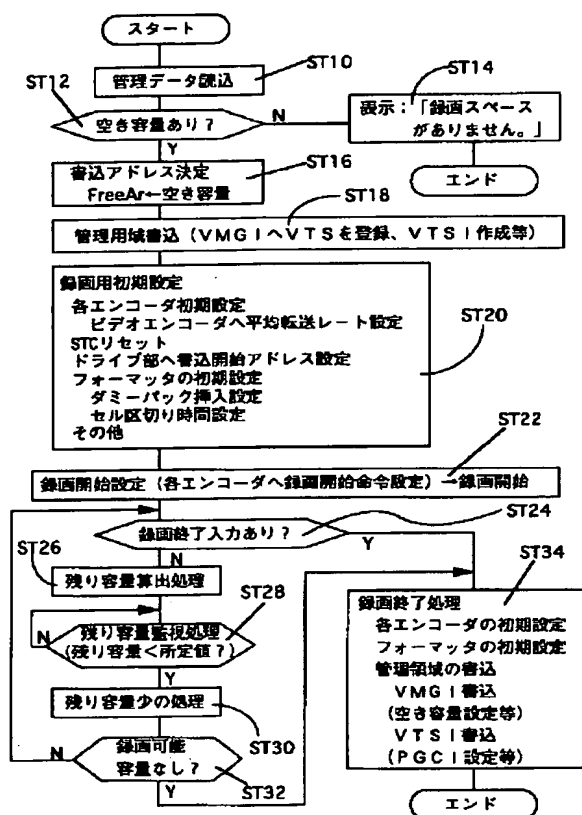 スタート
ST10
管理データ読込
ST12
空き容量あり?
N
Y
ST14
表示:「録画スペース
がありません。」
エンド
ST16
書込アドレス決定
FreeAr←空き容量
ST18
管理用域書込(VMGIへVTSを登録、VTSI作成等)
録画用初期設定
各エンコーダ初期設定
ビデオエンコーダへ平均転送レート設定
STCリセット
ドライブ部へ書込開始アドレス設定
フォーマッタの初期設定
ダミーパック挿入設定
セル区切り時間設定
その他
ST20
ST22
録画開始設定(各エンコーダへ録画開始命令設定)→録画開始
ST24
録画終了入力あり?
Y
N
ST26
残り容量算出処理
ST28
残り容量監視処理
(残り容量<所定値?)
N
Y
残り容量少の処理
ST30
録画可能
容量なし?
N
Y
ST32
ST34
録画終了処理
各エンコーダの初期設定
フォーマッタの初期設定
管理領域の書込
VMGI書込
(空き容量設定等)
VTSI書込
(PGCI設定等)
エンド